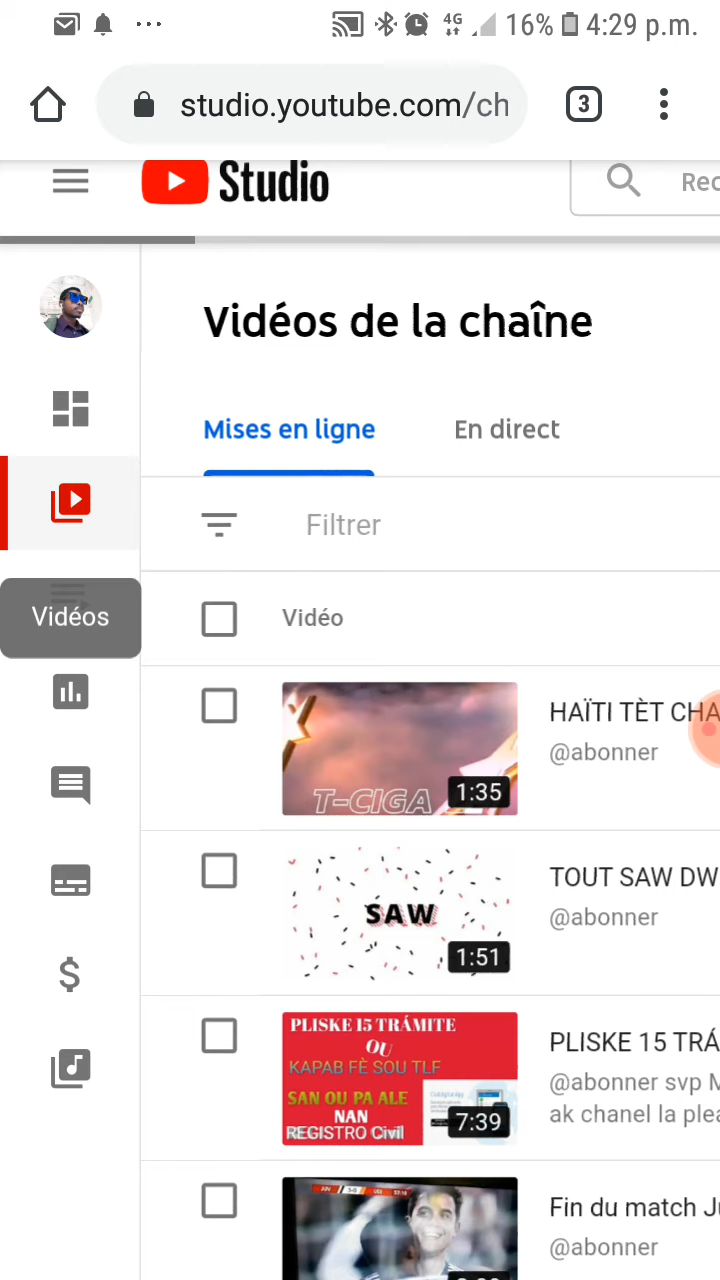 4G 16% 4:29 p.m.
studio.youtube.com/ch
3
Studio
Rec
Vidéos de la chaîne
Mises en ligne
En direct
Filtrer
Vidéos
Vidéo
T-CIGA
1:35
HAÏTI TÈT CHA
@abonner
SAW
1:51
TOUT SAW DW
@abonner
PLISKE 15 TRÁMITE
OU
KAPAB FÈ SOU TLF
SAN OU PA ALE
NAN
REGISTRO Civil
7:39
PLISKE 15 TRÁ
@abonner svp M
ak chanel la plea
Fin du match Ju
@abonner